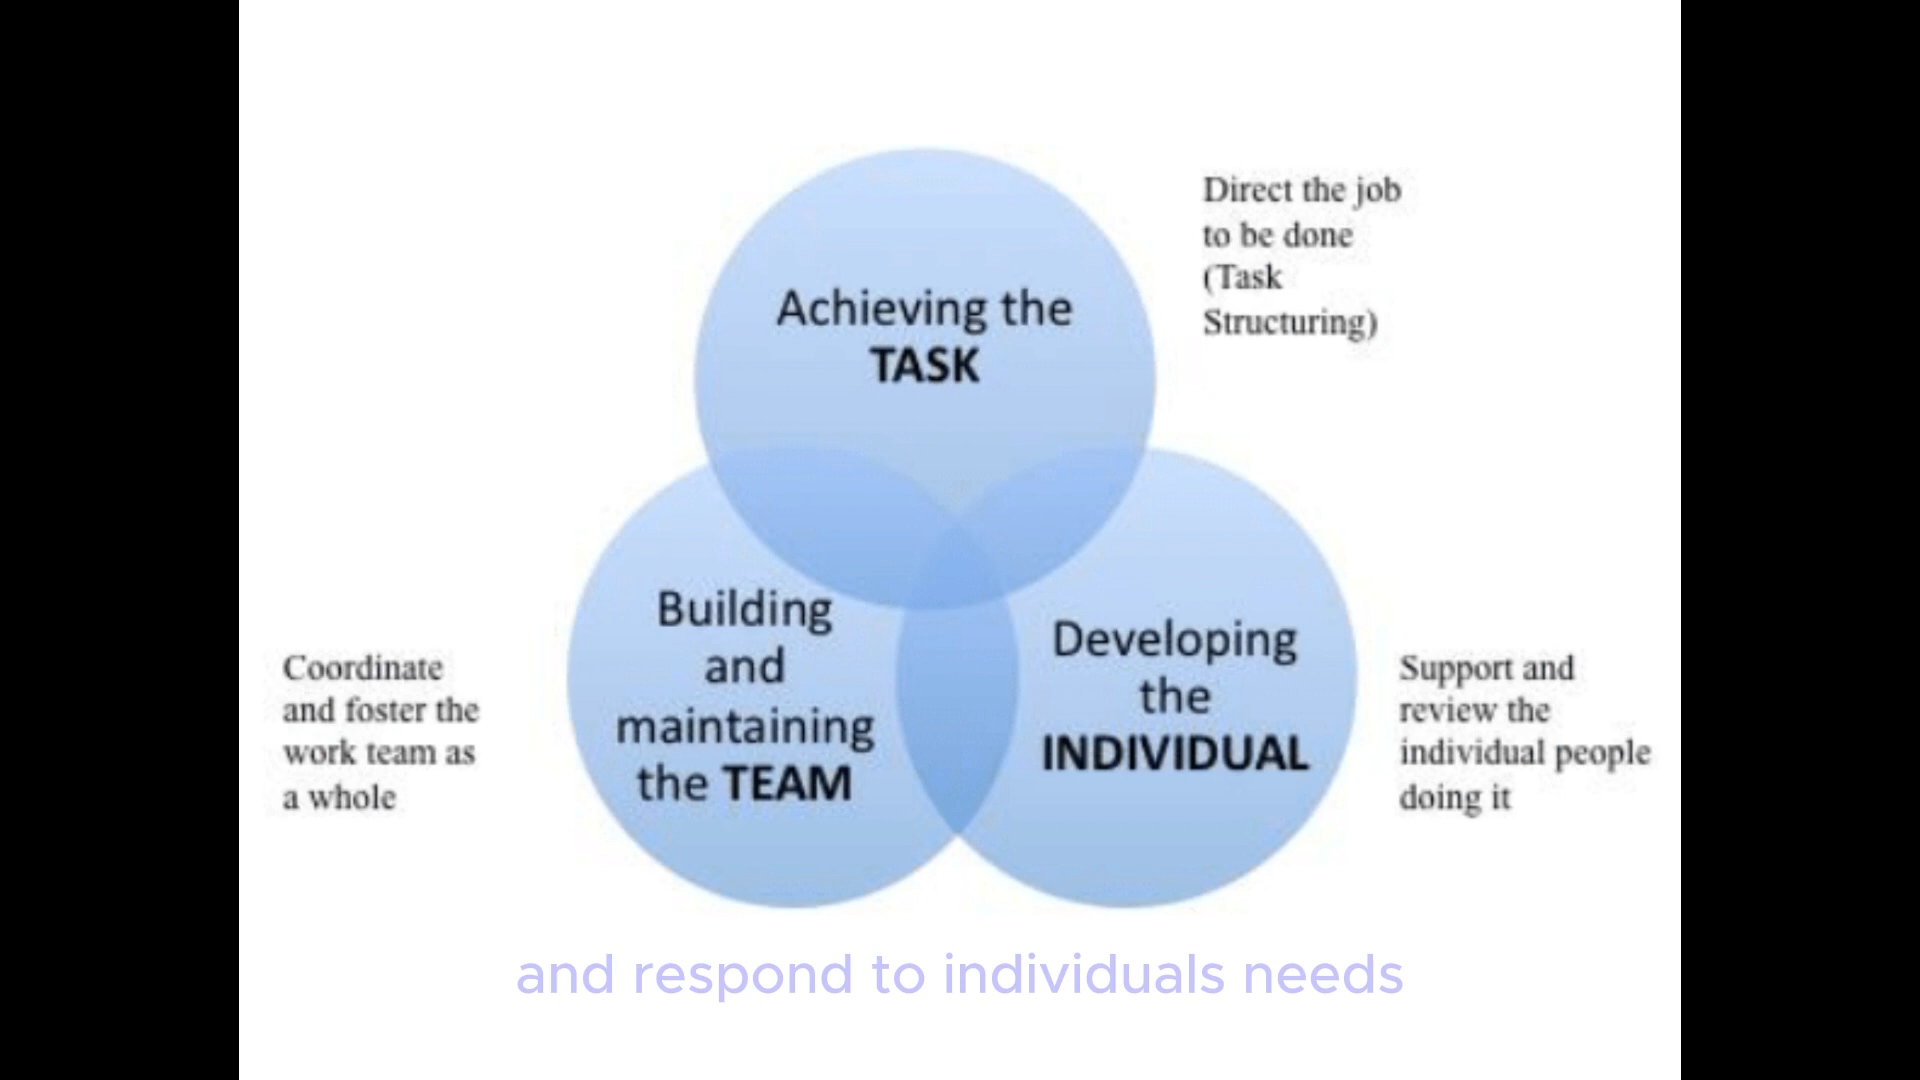 Achieving the
TASK
Direct the job
to be done
(Task
Structuring)
Building
and
maintaining
the TEAM
Developing
the
INDIVIDUAL
Coordinate
and foster the
work team as
a whole
Support and
review the
individual people
doing it
and respond to individuals needs